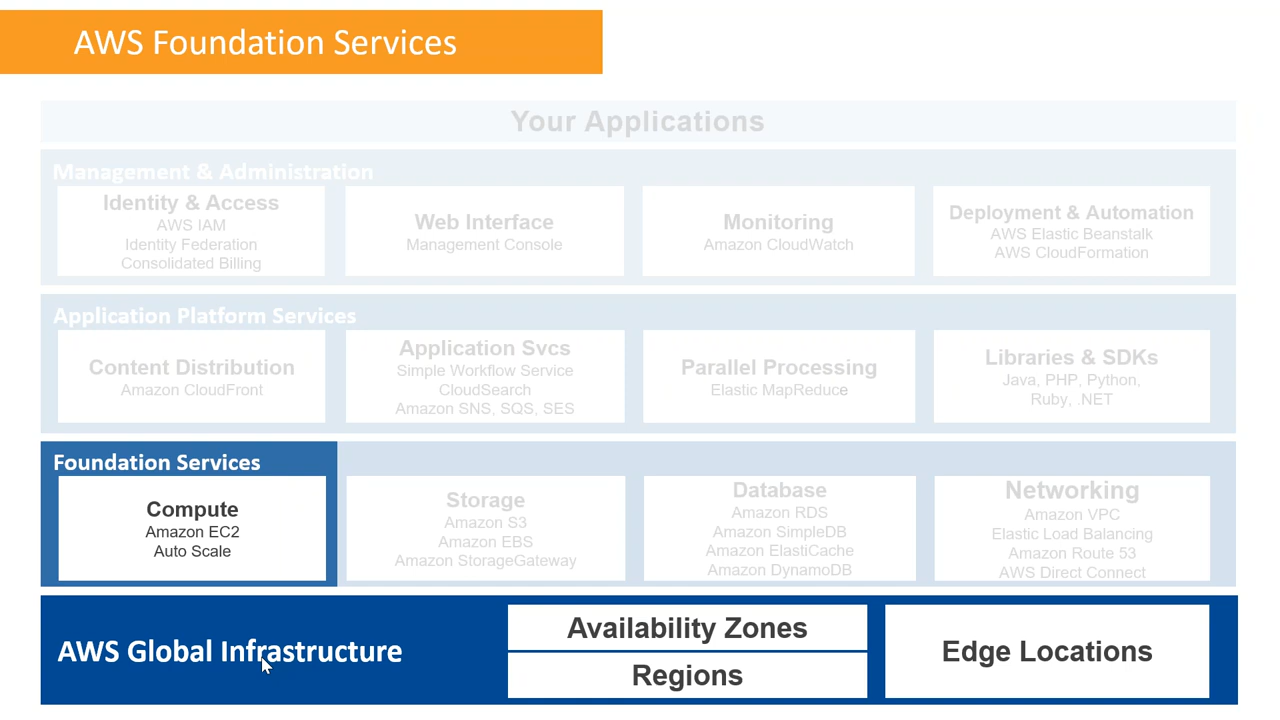 AWS Foundation Services
Your Applications
Management & Administration
Identity & Access
AWS IAM
Identity Federation
Consolidated Billing
Web Interface
Management Console
Monitoring
Amazon CloudWatch
Deployment & Automation
AWS Elastic Beanstalk
AWS CloudFormation
Application Platform Services
Content Distribution
Amazon CloudFront
Application Svcs
Simple Workflow Service
CloudSearch
Amazon SNS, SQS, SES
Parallel Processing
Elastic MapReduce
Libraries & SDKs
Java, PHP, Python,
Ruby, .NET
Foundation Services
Compute
Amazon EC2
Auto Scale
Storage
Amazon S3
Amazon EBS
Amazon StorageGateway
Database
Amazon RDS
Amazon SimpleDB
Amazon ElastiCache
Amazon DynamoDB
Networking
Amazon VPC
Elastic Load Balancing
Amazon Route 53
AWS Direct Connect
AWS Global Infrastructure
Availability Zones
Regions
Edge Locations